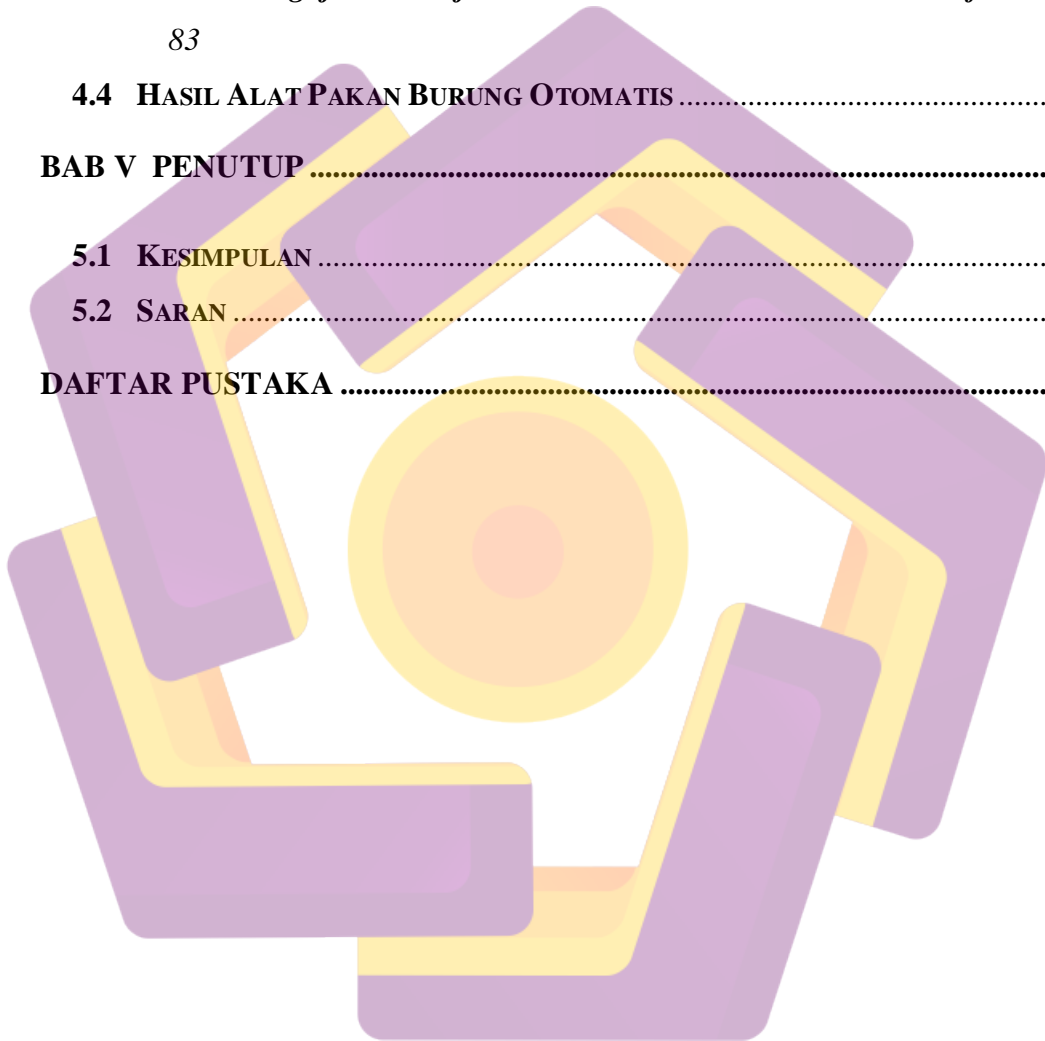 83
4.4 HASIL ALAT PAKAN BURUNG OTOMATIS ................................................
BAB V PENUTUP ................................................................................
5.1 KESIMPULAN ................................................................................
5.2 SARAN ................................................................................
DAFTAR PUSTAKA ................................................................................